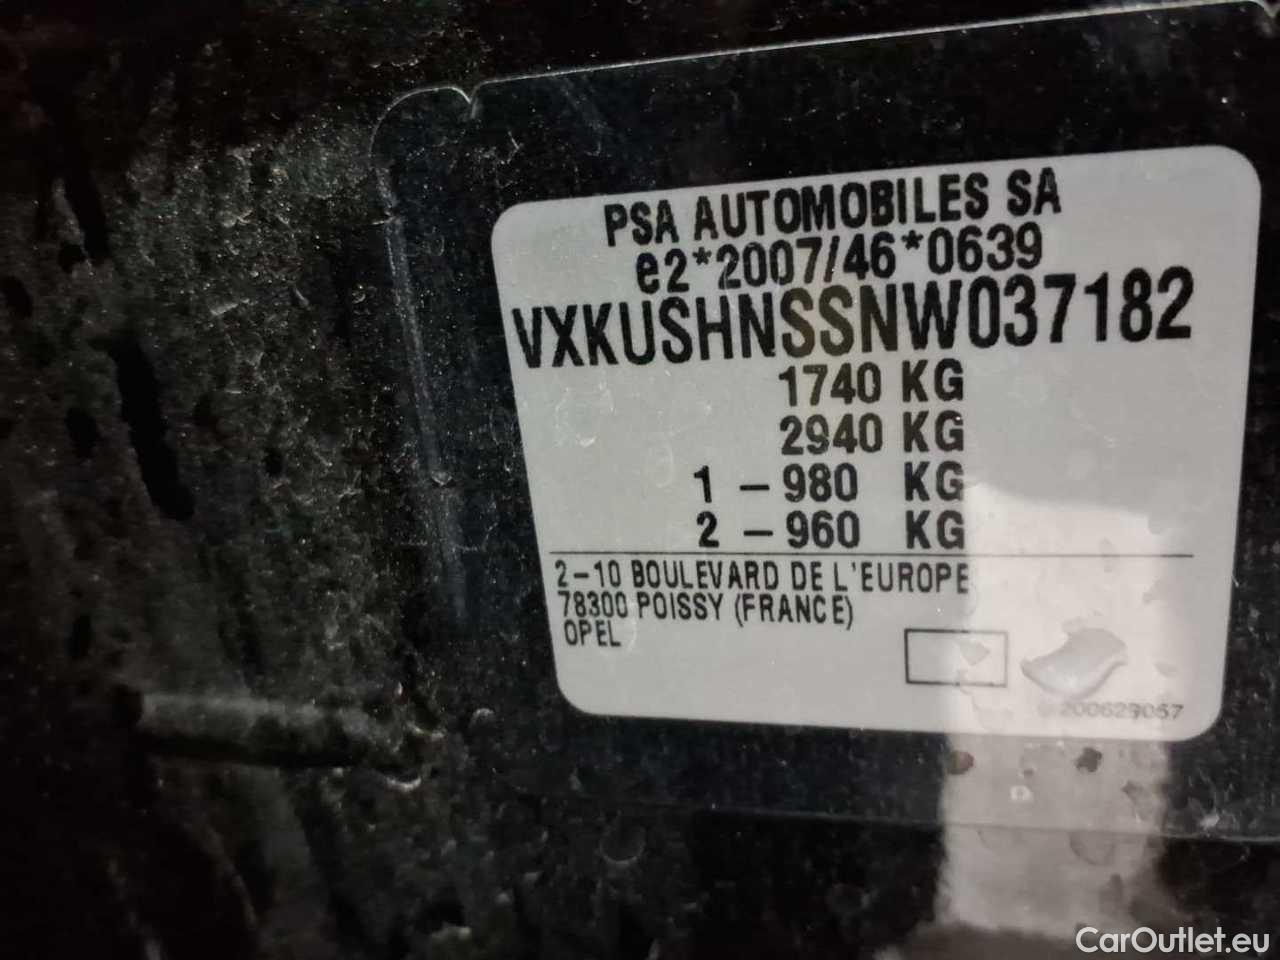 PSA AUTOMOBILES SA
e2*2007/46*0639
VXKUSHNSSNW037182
1740 KG
2940 KG
1 - 980 KG
2 - 960 KG
2-10 BOULEVARD DE L'EUROPE
78300 POISSY (FRANCE)
OPEL
200629057
CarOutlet.eu